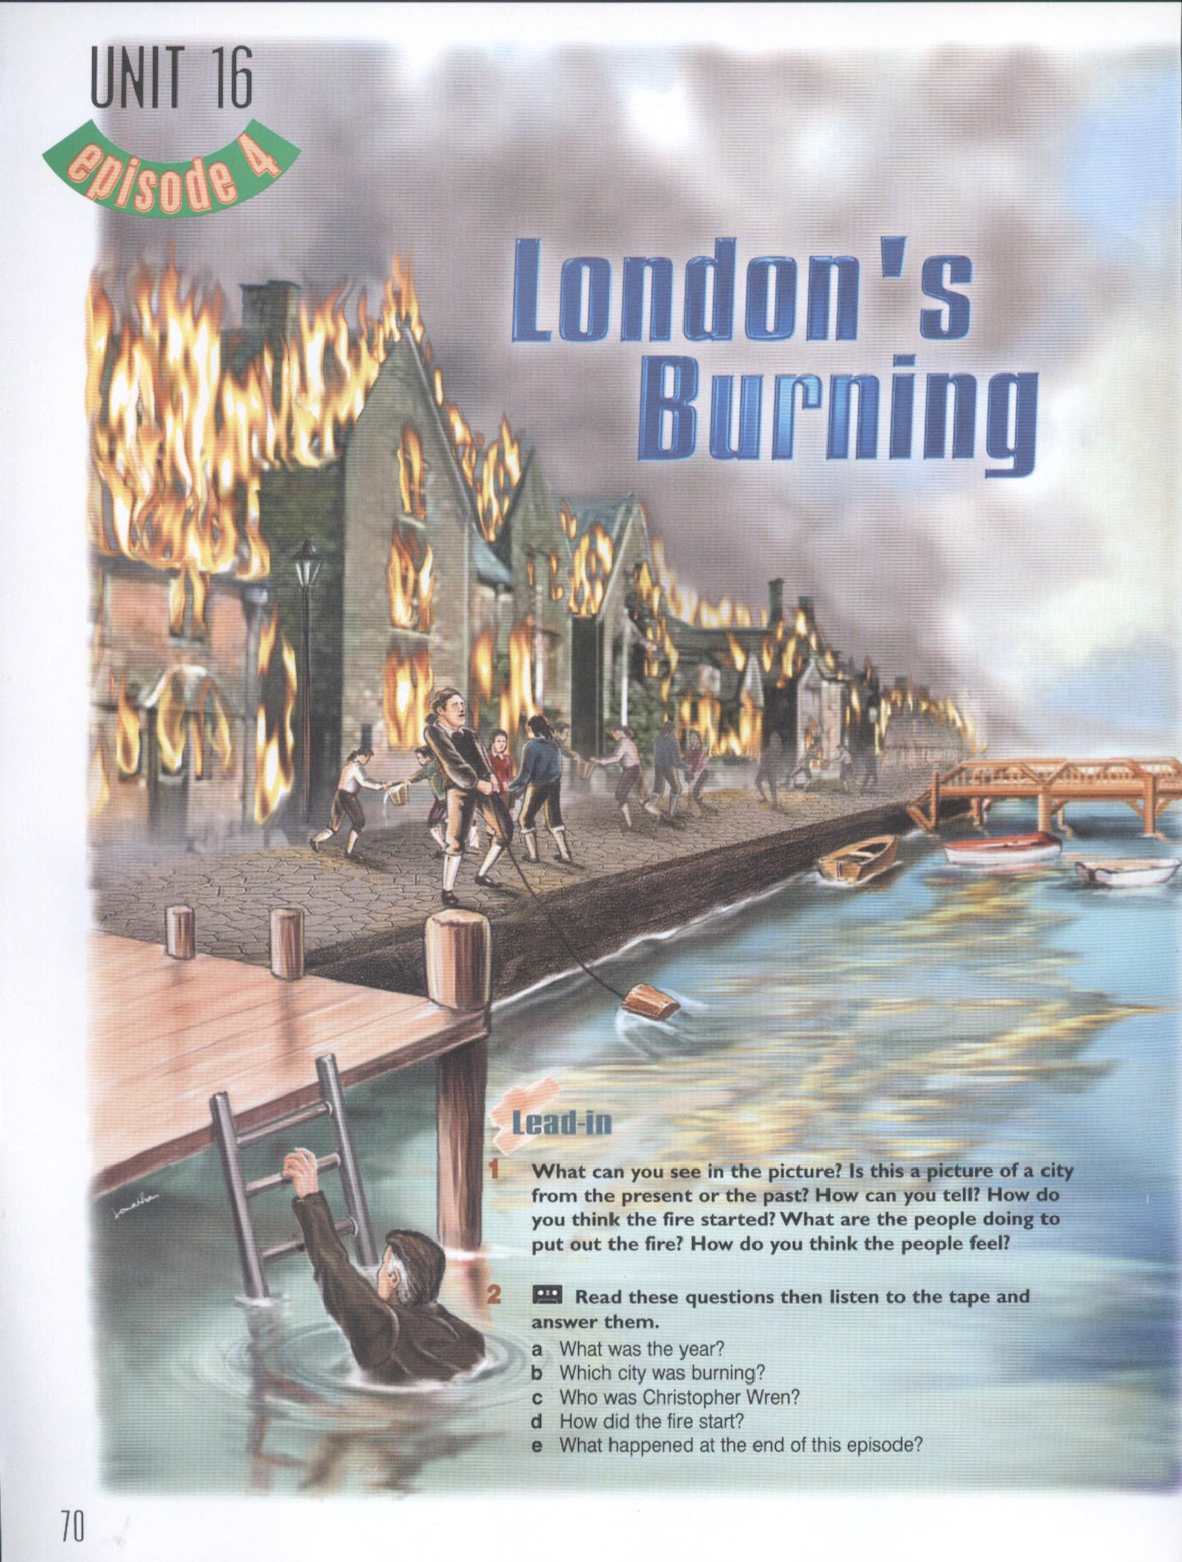 UNIT 16
episode 4
London's
Burning
Lead-in
1 What can you see in the picture? Is this a picture of a city
from the present or the past? How can you tell? How do
you think the fire started? What are the people doing to
put out the fire? How do you think the people feel?
2 Read these questions then listen to the tape and
answer them.
a What was the year?
b Which city was burning?
c Who was Christopher Wren?
d How did the fire start?
e What happened at the end of this episode?
70